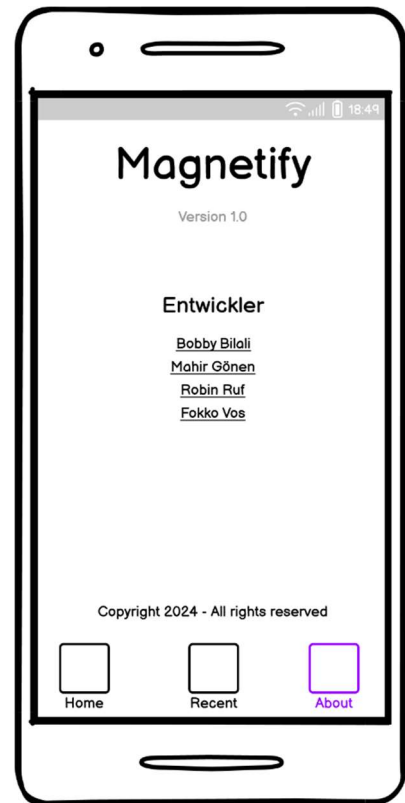 18:49
Magnetify
Version 1.0
Entwickler
Bobby Bilali
Mahir Gönen
Robin Ruf
Fokko Vos
Copyright 2024 - All rights reserved
Home Recent About